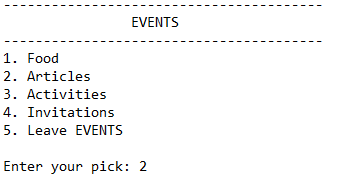 ----------------------------------------
EVENTS
----------------------------------------
1. Food
2. Articles
3. Activities
4. Invitations
5. Leave EVENTS
Enter your pick: 2